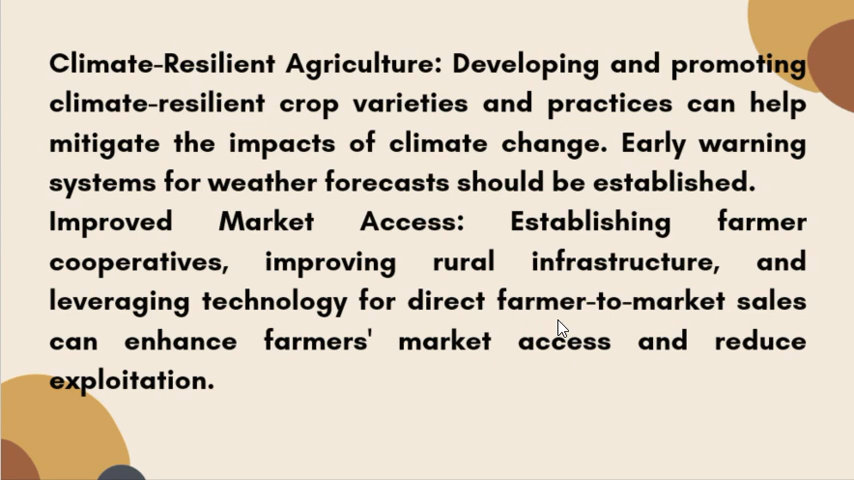 Climate-Resilient Agriculture: Developing and promoting
climate-resilient crop varieties and practices can help
mitigate the impacts of climate change. Early warning
systems for weather forecasts should be established.
Improved Market Access: Establishing farmer
cooperatives, improving rural infrastructure, and
leveraging technology for direct farmer-to-market sales
can enhance farmers' market access and reduce
exploitation.